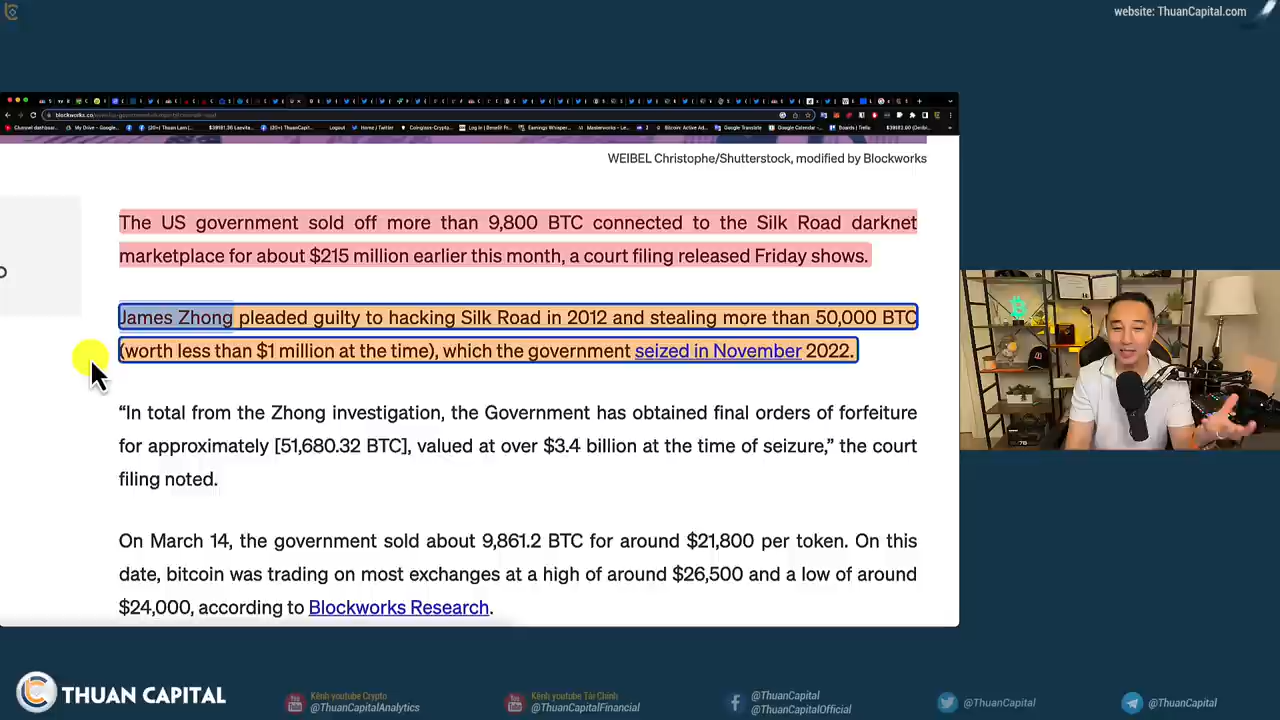 website: ThuanCapital.com
WEIBEL Christophe/Shutterstock, modified by Blockworks
The US government sold off more than 9,800 BTC connected to the Silk Road darknet
marketplace for about $215 million earlier this month, a court filing released Friday shows.
James Zhong pleaded guilty to hacking Silk Road in 2012 and stealing more than 50,000 BTC
(worth less than $1 million at the time), which the government seized in November 2022.
“In total from the Zhong investigation, the Government has obtained final orders of forfeiture
for approximately [51,680.32 BTC], valued at over $3.4 billion at the time of seizure,” the court
filing noted.
On March 14, the government sold about 9,861.2 BTC for around $21,800 per token. On this
date, bitcoin was trading on most exchanges at a high of around $26,500 and a low of around
$24,000, according to Blockworks Research.
THUAN CAPITAL
Kênh youtube Crypto
@ThuanCapitalAnalytics
Kênh youtube Tài Chính
@ThuanCapitalFinancial
@ThuanCapital
@ThuanCapitalOfficial
@ThuanCapital
@ThuanCapital